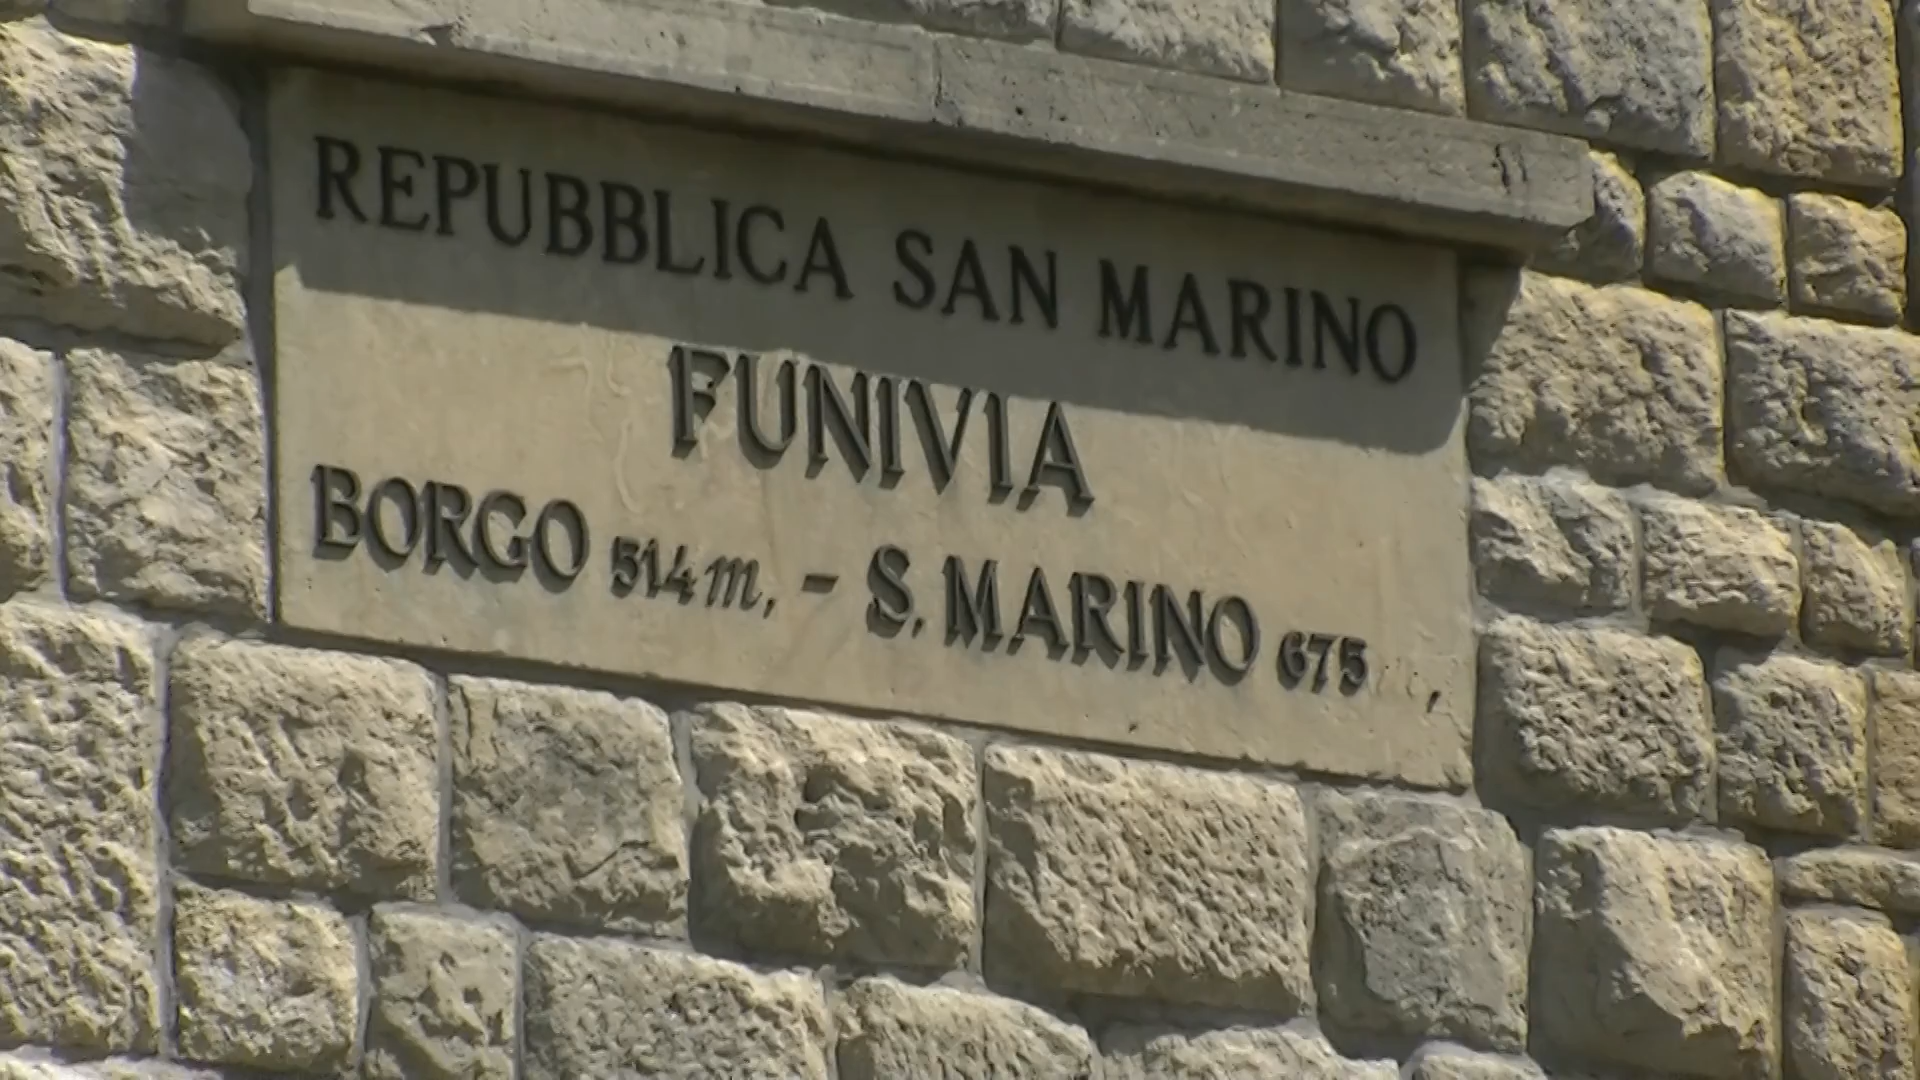 REPUBBLICA SAN MARINO
FUNIVIA
BORGO 514 m, - S. MARINO 675 ,